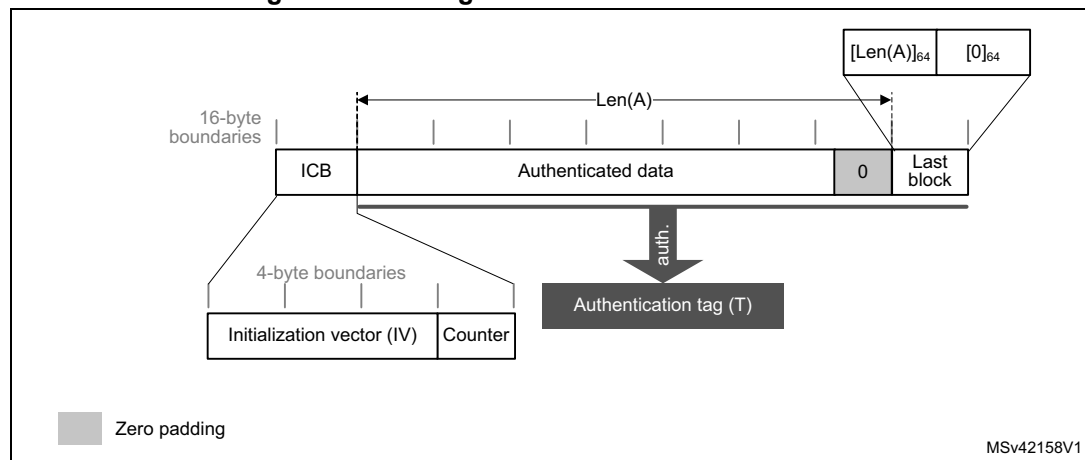 [Len(A)]64 [0]64
Len(A)
16-byte
boundaries
ICB Authenticated data 0 Last
block
auth.
4-byte boundaries
Authentication tag (T)
Initialization vector (IV) Counter
Zero padding
MSv42158V1